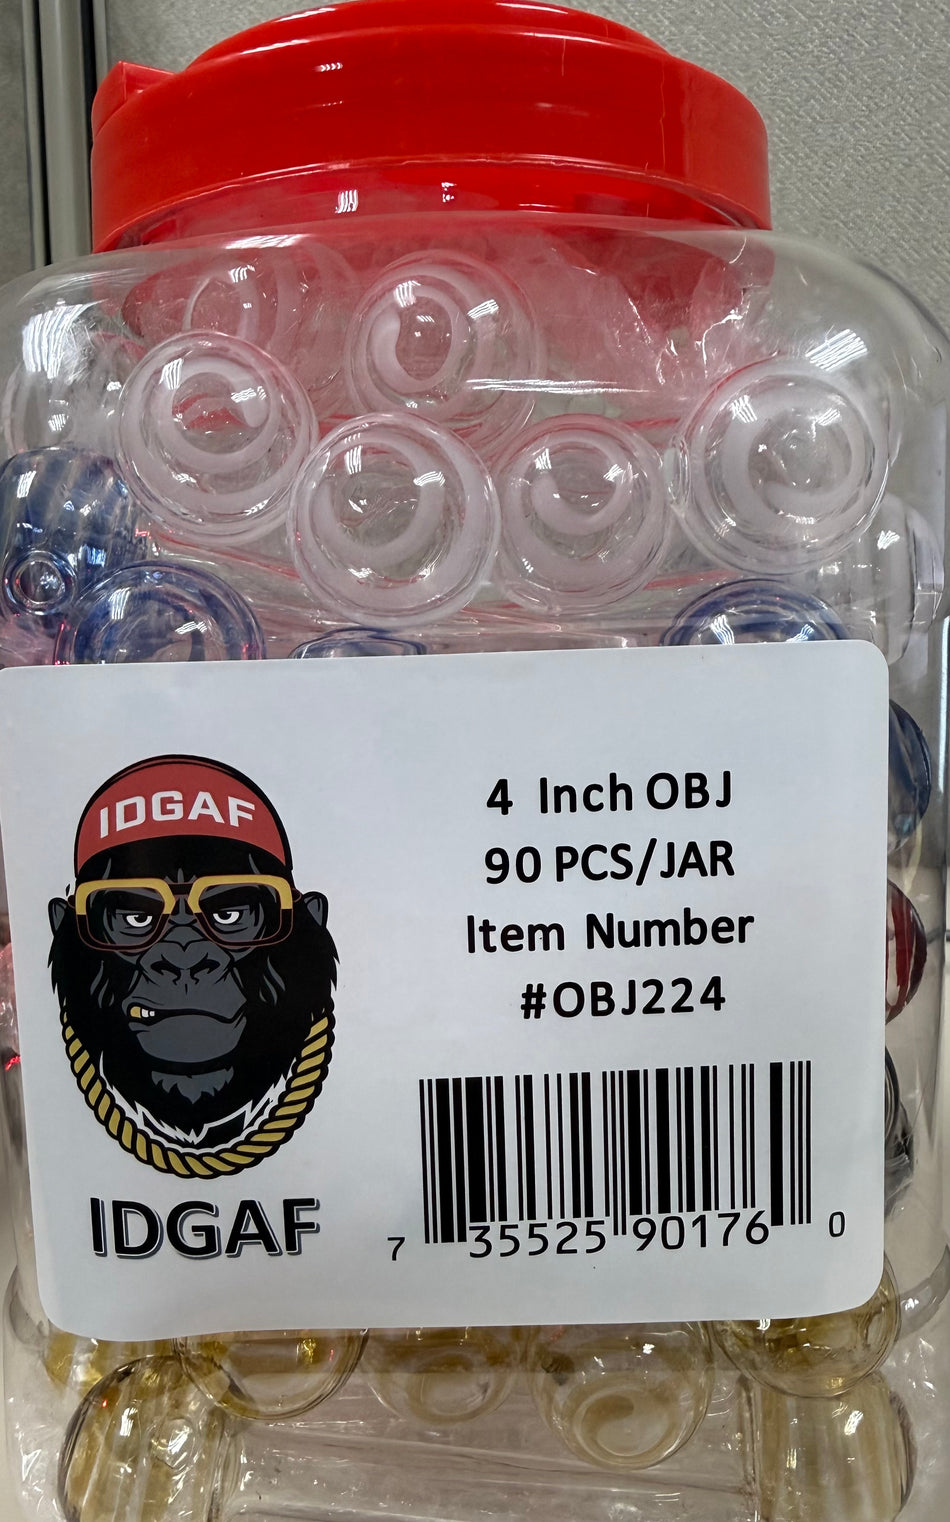 IDGAF
4 Inch OBJ
90 PCS/JAR
Item Number
#OBJ224
IDGAF
7 35525 90176 0